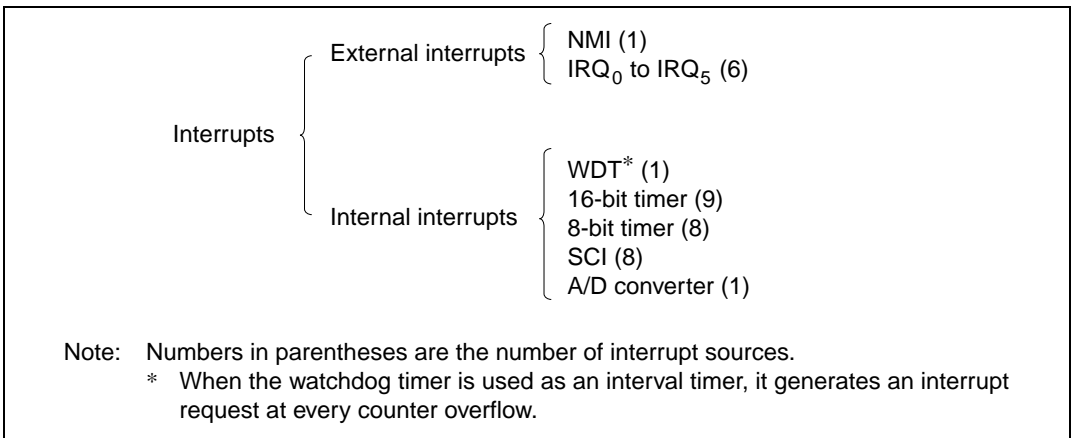 External interrupts
NMI (1)
IRQ0 to IRQ5 (6)
Interrupts
Internal interrupts
WDT* (1)
16-bit timer (9)
8-bit timer (8)
SCI (8)
A/D converter (1)
Note: Numbers in parentheses are the number of interrupt sources.
* When the watchdog timer is used as an interval timer, it generates an interrupt
request at every counter overflow.